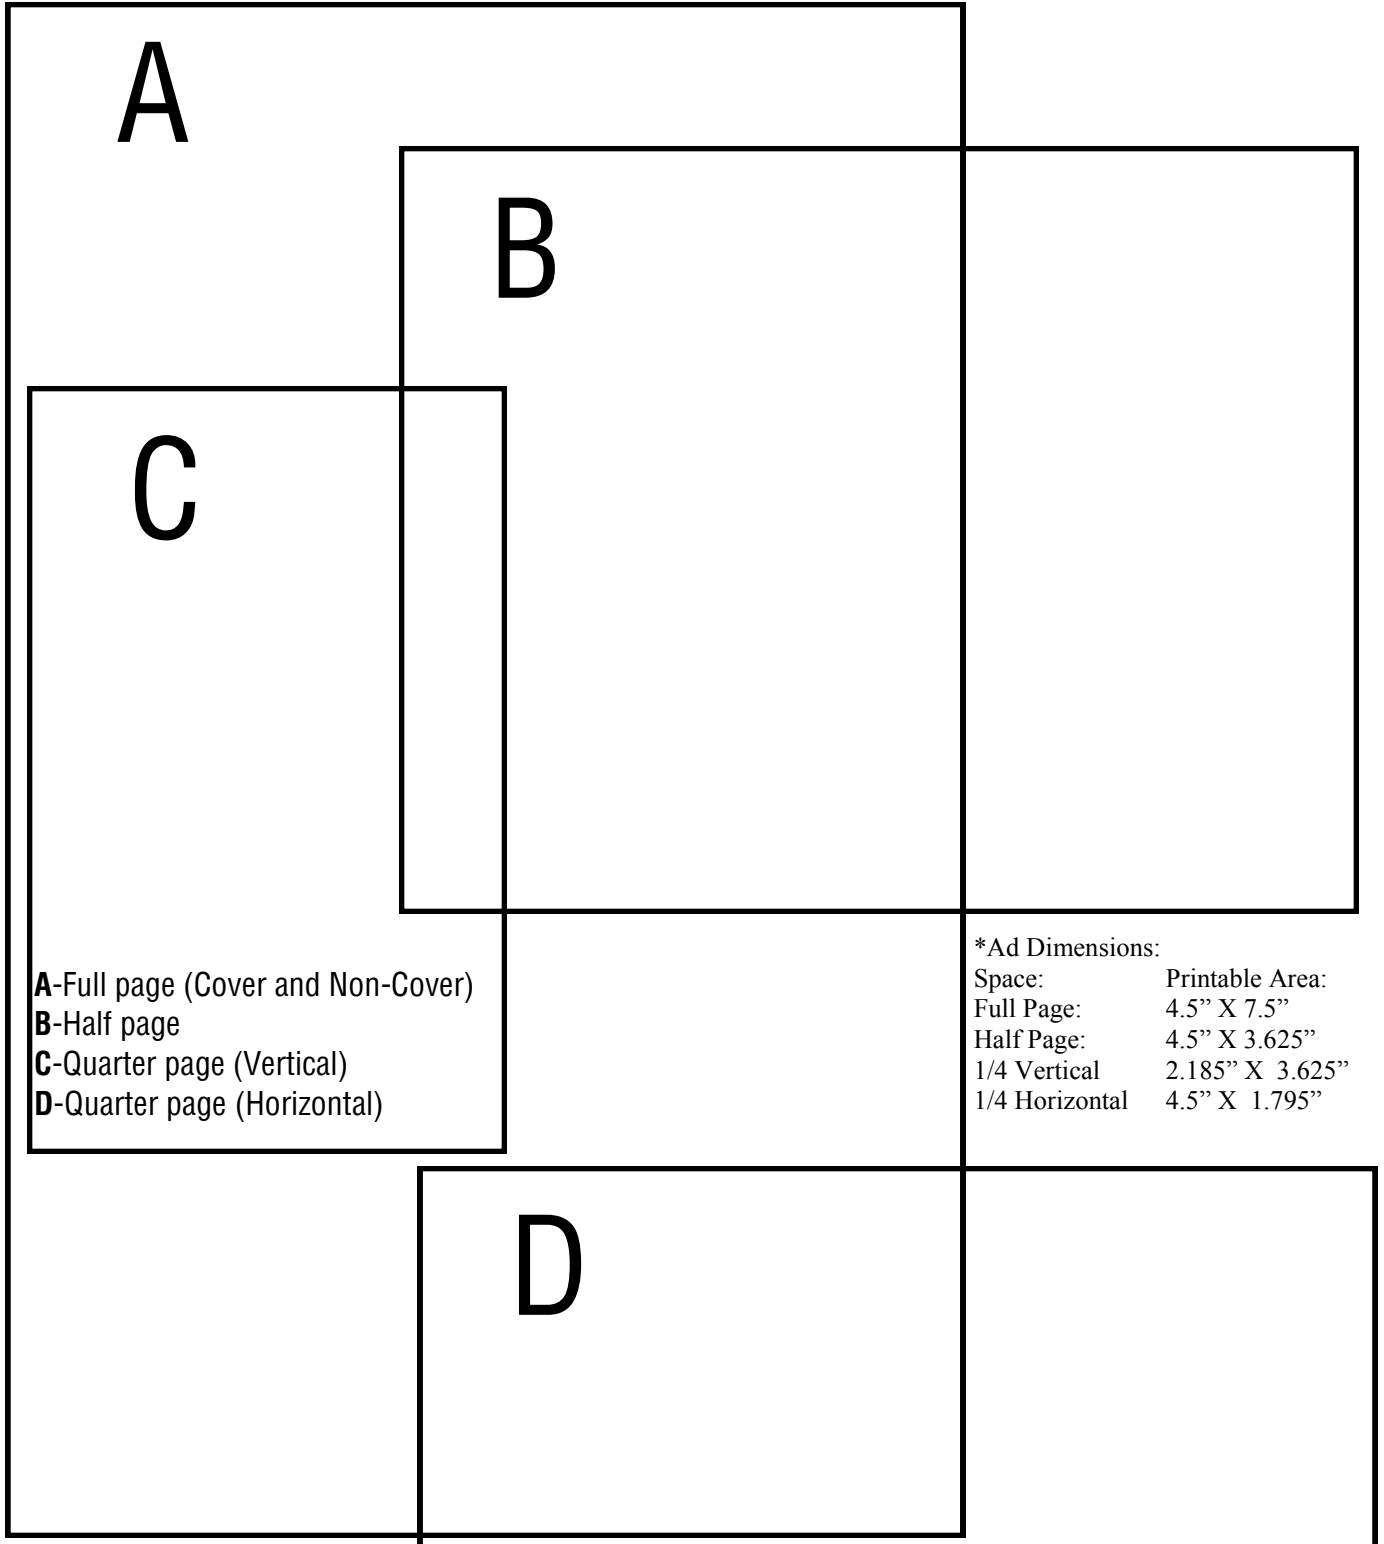 A
B
C
A-Full page (Cover and Non-Cover)
B-Half page
C-Quarter page (Vertical)
D-Quarter page (Horizontal)
*Ad Dimensions:
Space: Printable Area:
Full Page: 4.5” X 7.5”
Half Page: 4.5” X 3.625”
1/4 Vertical 2.185” X  3.625”
1/4 Horizontal 4.5” X  1.795”
D